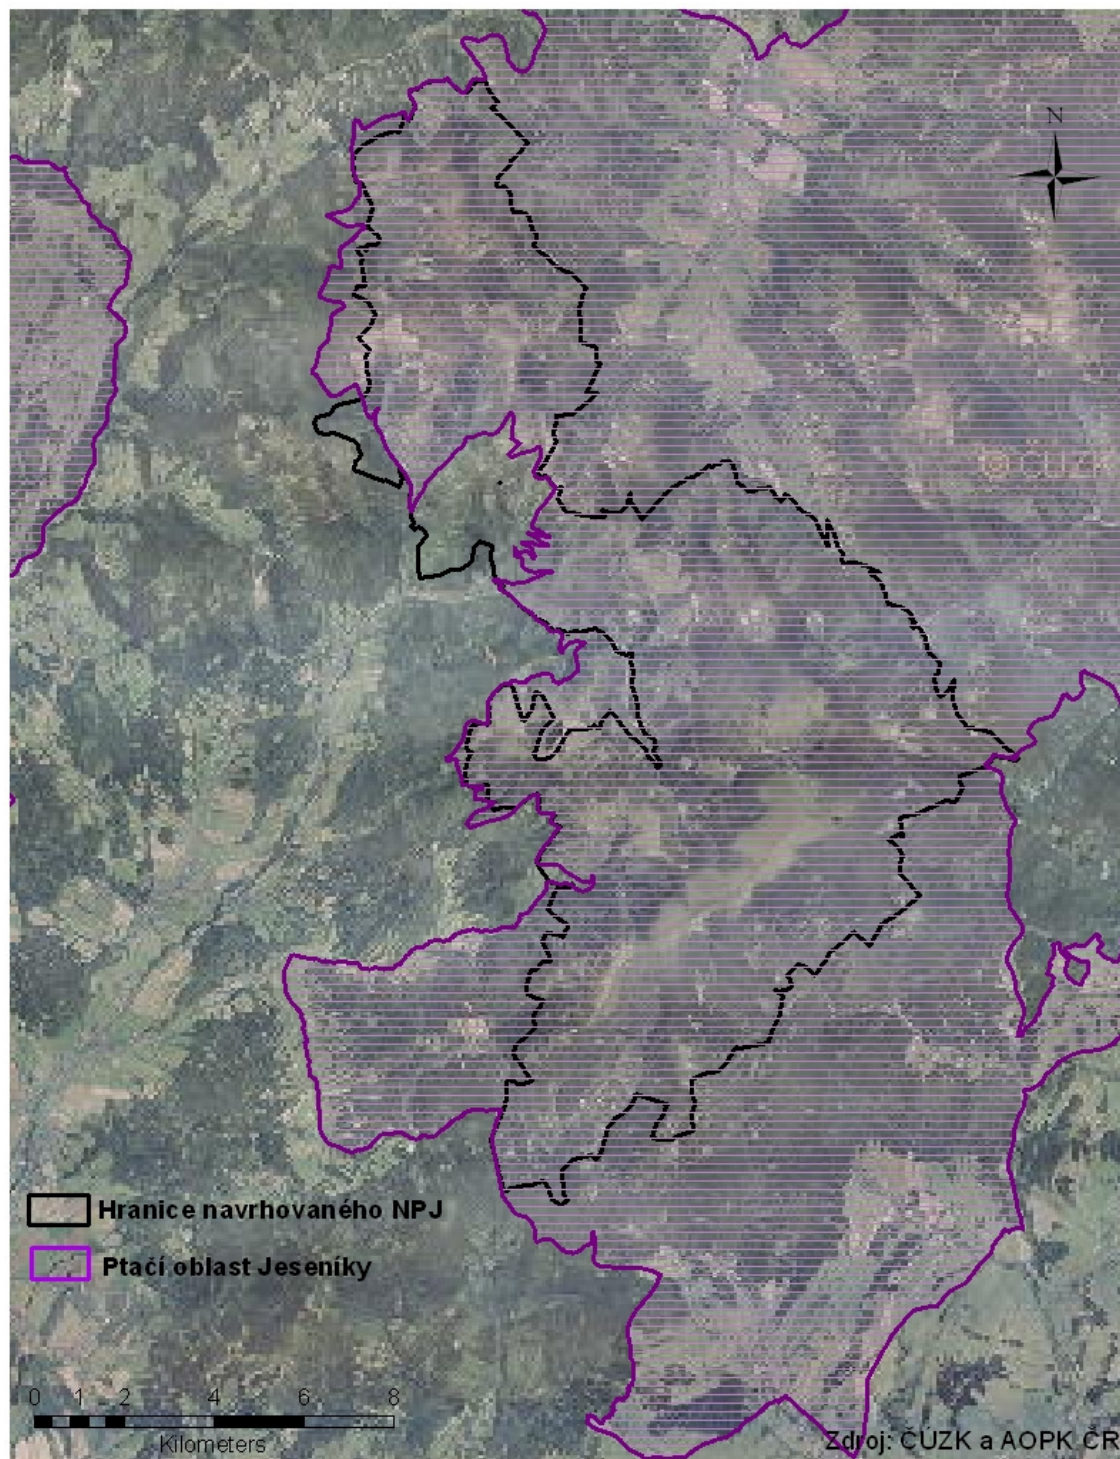 N
Hranice navrhovaného NPJ
Ptačí oblast Jeseníky
0 1 2 4 6 8
Kilometers
Zdroj: ČÚZK a AOPK ČR